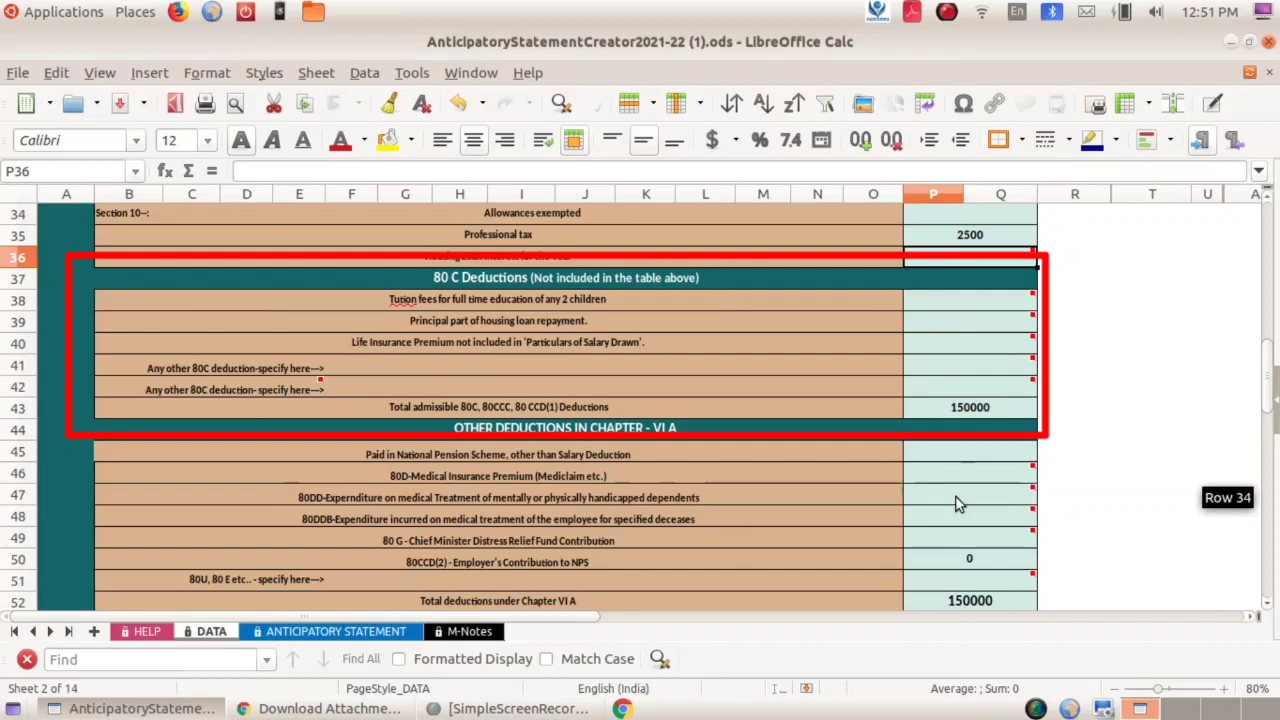 Applications Places En 12:51 PM
AnticipatoryStatementCreator2021-22 (1).ods - LibreOffice Calc
File Edit View Insert Format Styles Sheet Data Tools Window Help
Calibri 12
P36
A B C D E F G H I J K L M N O P Q R T U A
34 Section 10--: Allowances exempted
35 Professional tax 2500
36
37 80 C Deductions (Not included in the table above)
38 Tution fees for full time education of any 2 children
39 Principal part of housing loan repayment.
40 Life Insurance Premium not included in 'Particulars of Salary Drawn'.
41 Any other 80C deduction-specify here--->
42 Any other 80C deduction- specify here--->
43 Total admissible 80C, 80CCC, 80 CCD(1) Deductions 150000
44 OTHER DEDUCTIONS IN CHAPTER - VI A
45 Paid in National Pension Scheme, other than Salary Deduction
46 80D-Medical Insurance Premium (Mediclaim etc.)
47 80DD-Expernditure on medical Treatment of mentally or physically handicapped dependents
48 80DDB-Expenditure incurred on medical treatment of the employee for specified deceases
Row 34
49 80 G - Chief Minister Distress Relief Fund Contribution
50 80CCD(2) - Employer's Contribution to NPS 0
51 80U, 80 E etc.. - specify here--->
52 Total deductions under Chapter VI A 150000
HELP DATA ANTICIPATORY STATEMENT M-Notes
Find Find All Formatted Display Match Case
Sheet 2 of 14 PageStyle_DATA English (India) Average: ; Sum: 0 80%
AnticipatoryStateme... Download Attachme... [SimpleScreenRecor...